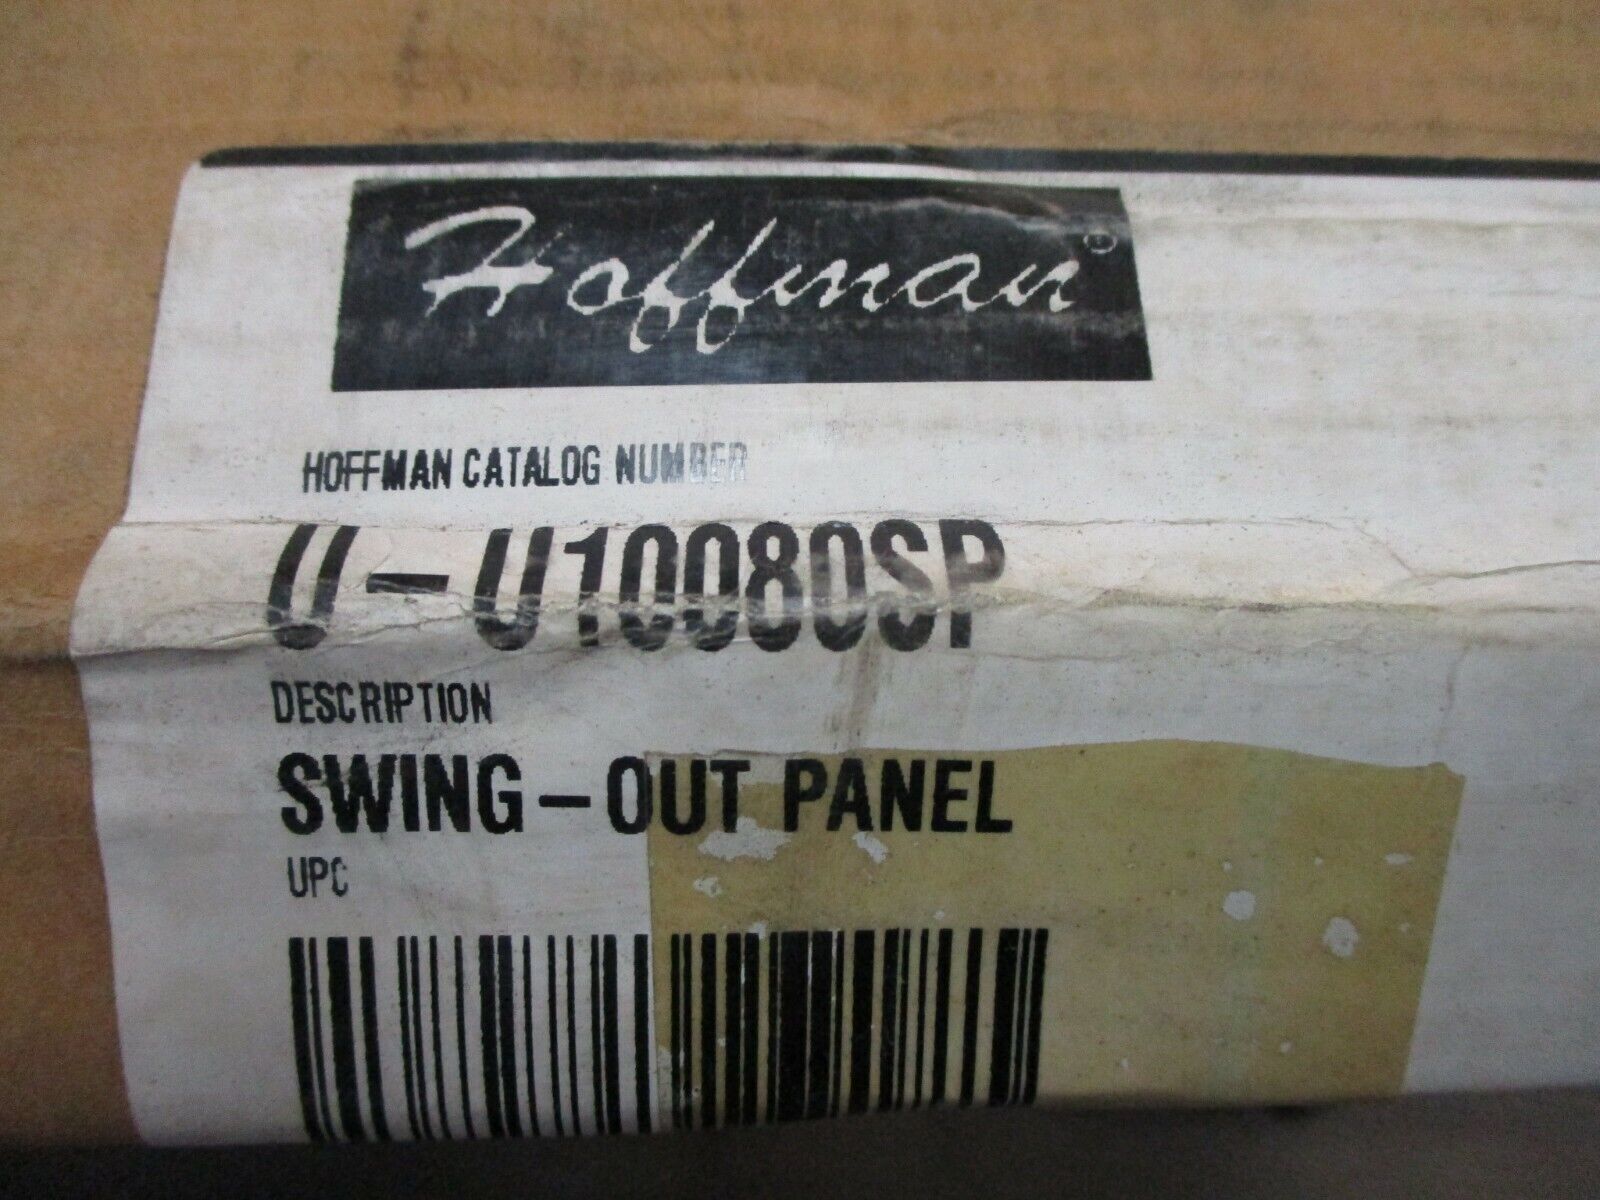 Hoffman®
HOFFMAN CATALOG NUMBER
U-U10080SP
DESCRIPTION
SWING-OUT PANEL
UPC